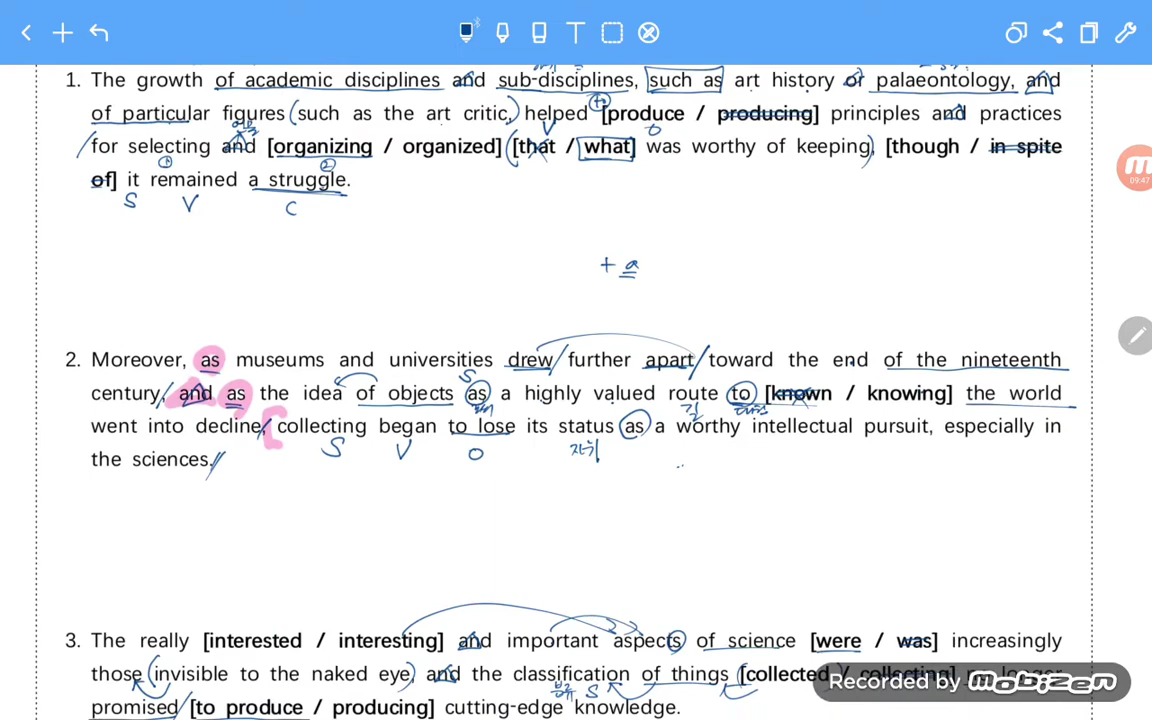 1. The growth of academic disciplines and sub-disciplines, such as art history of palaeontology, and
of particular figures (such as the art critic,) helped [produce / producing] principles and practices
for selecting and [organizing / organized] [that / what] was worthy of keeping, [though / in spite
of] it remained a struggle.
S V C
+ a
2. Moreover, as museums and universities drew further apart toward the end of the nineteenth
century, and as the idea of objects as a highly valued route to [known / knowing] the world
길
went into decline, collecting began to lose its status as a worthy intellectual pursuit, especially in
S V O
the sciences.
3. The really [interested / interesting] and important aspects of science [were / was] increasingly
those invisible to the naked eye, and the classification of things [collected / collecting] no longer
분류 S
promised [to produce / producing] cutting-edge knowledge.
Recorded by mobizen
09:47